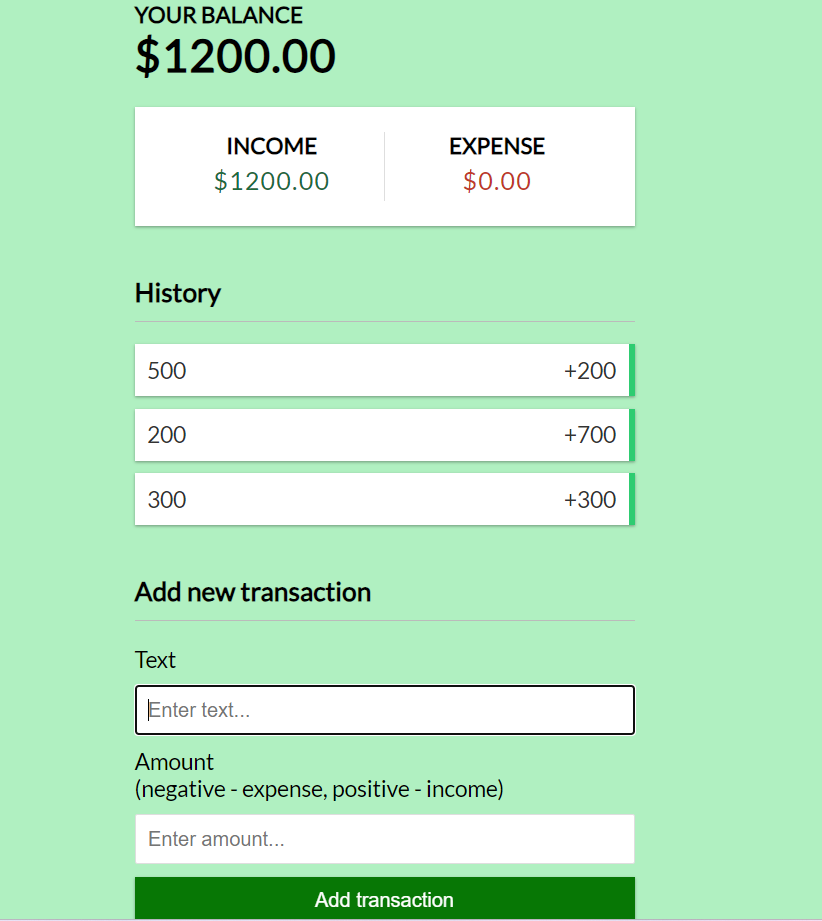 YOUR BALANCE
$1200.00
INCOME EXPENSE
$1200.00 $0.00
History
500 +200
200 +700
300 +300
Add new transaction
Text
Enter text...
Amount
(negative - expense, positive - income)
Enter amount...
Add transaction